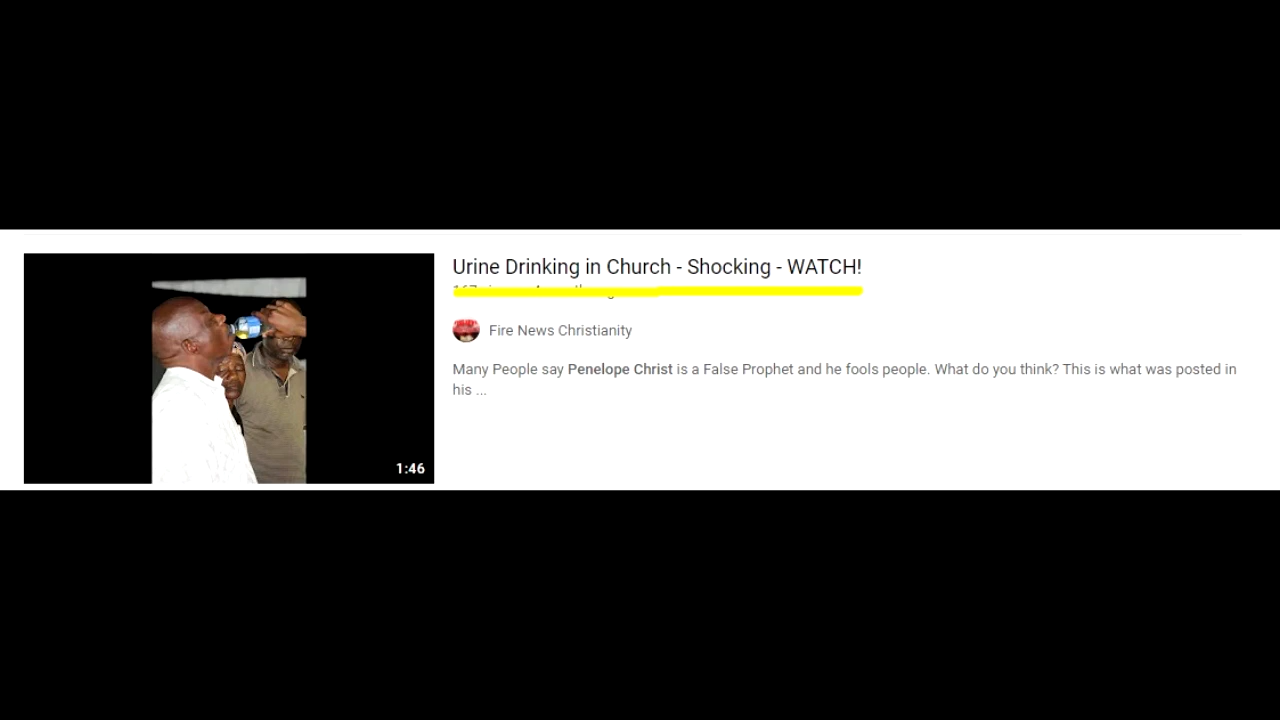 Urine Drinking in Church - Shocking - WATCH!
Fire News Christianity
Many People say Penelope Christ is a False Prophet and he fools people. What do you think? This is what was posted in
his ...
1:46